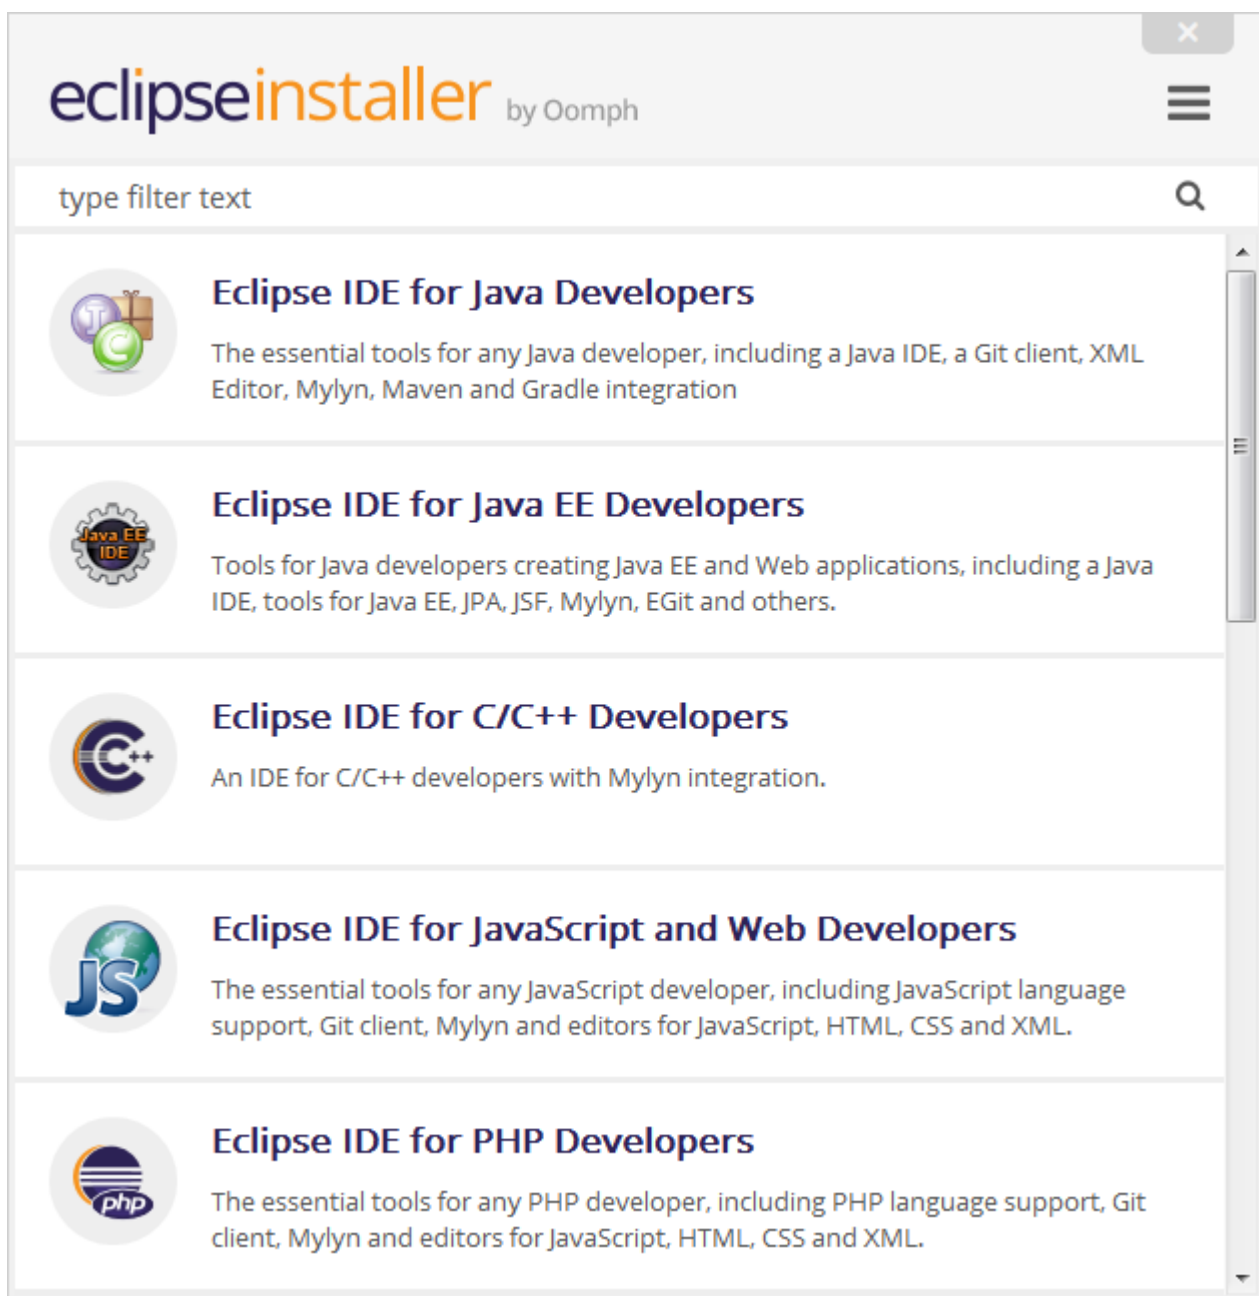 eclipseinstaller by Oomph
type filter text
Eclipse IDE for Java Developers
The essential tools for any Java developer, including a Java IDE, a Git client, XML
Editor, Mylyn, Maven and Gradle integration
Java EE
IDE
Eclipse IDE for Java EE Developers
Tools for Java developers creating Java EE and Web applications, including a Java
IDE, tools for Java EE, JPA, JSF, Mylyn, EGit and others.
C++
Eclipse IDE for C/C++ Developers
An IDE for C/C++ developers with Mylyn integration.
JS
Eclipse IDE for JavaScript and Web Developers
The essential tools for any JavaScript developer, including JavaScript language
support, Git client, Mylyn and editors for JavaScript, HTML, CSS and XML.
php
Eclipse IDE for PHP Developers
The essential tools for any PHP developer, including PHP language support, Git
client, Mylyn and editors for JavaScript, HTML, CSS and XML.